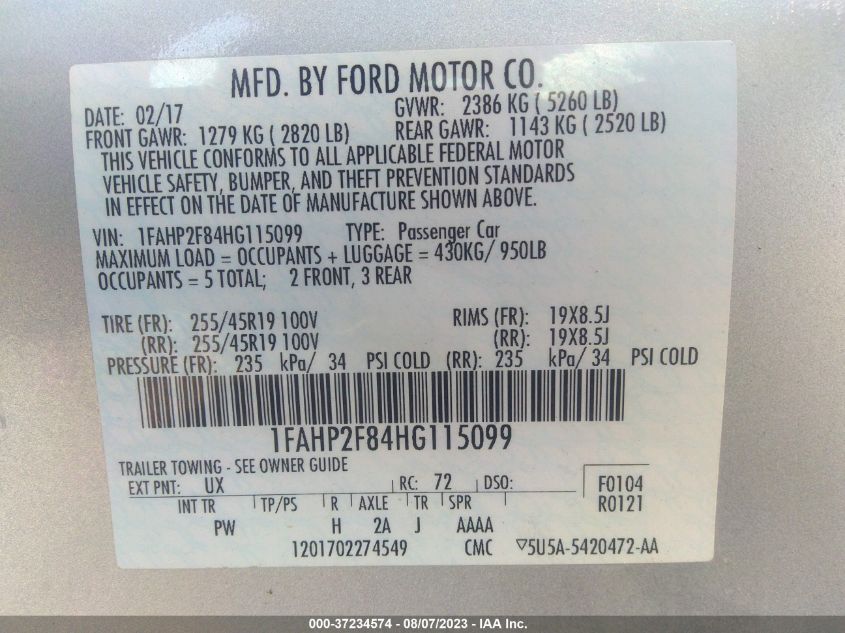 MFD. BY FORD MOTOR CO.
DATE: 02/17 GVWR: 2386 KG ( 5260 LB)
FRONT GAWR: 1279 KG ( 2820 LB) REAR GAWR: 1143 KG ( 2520 LB)
THIS VEHICLE CONFORMS TO ALL APPLICABLE FEDERAL MOTOR
VEHICLE SAFETY, BUMPER, AND THEFT PREVENTION STANDARDS
IN EFFECT ON THE DATE OF MANUFACTURE SHOWN ABOVE.
VIN: 1FAHP2F84HG115099 TYPE: Passenger Car
MAXIMUM LOAD = OCCUPANTS + LUGGAGE = 430KG/ 950LB
OCCUPANTS = 5 TOTAL; 2 FRONT, 3 REAR
TIRE (FR): 255/45R19 100V RIMS (FR): 19X8.5J
(RR): 255/45R19 100V (RR): 19X8.5J
PRESSURE (FR): 235 kPa/ 34 PSI COLD (RR): 235 kPa/ 34 PSI COLD
1FAHP2F84HG115099
TRAILER TOWING - SEE OWNER GUIDE
EXT PNT: UX RC: 72 DSO: F0104
INT TR TP/PS R AXLE TR SPR R0121
PW H 2A J AAAA
1201702274549 CMC ▽5U5A-5420472-AA
000-37234574 / 08/07/2023 - IAA Inc.